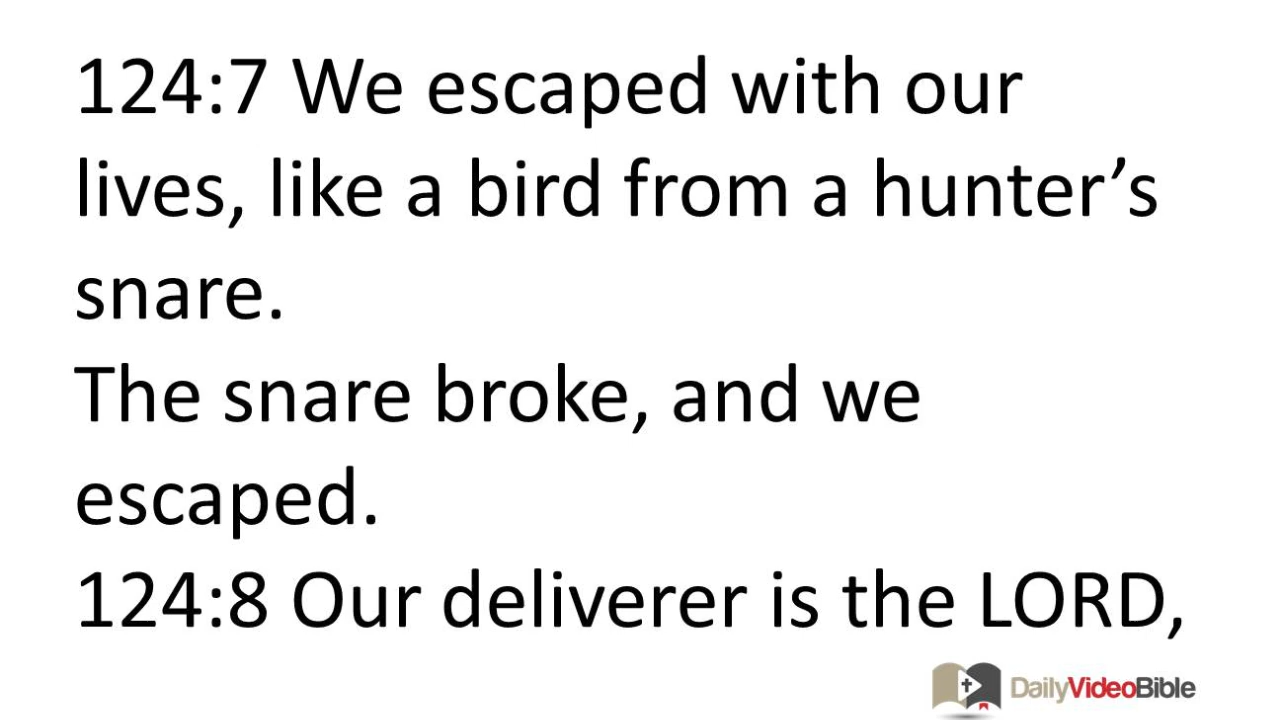 124:7 We escaped with our
lives, like a bird from a hunter’s
snare.
The snare broke, and we
escaped.
124:8 Our deliverer is the LORD,
DailyVideoBible